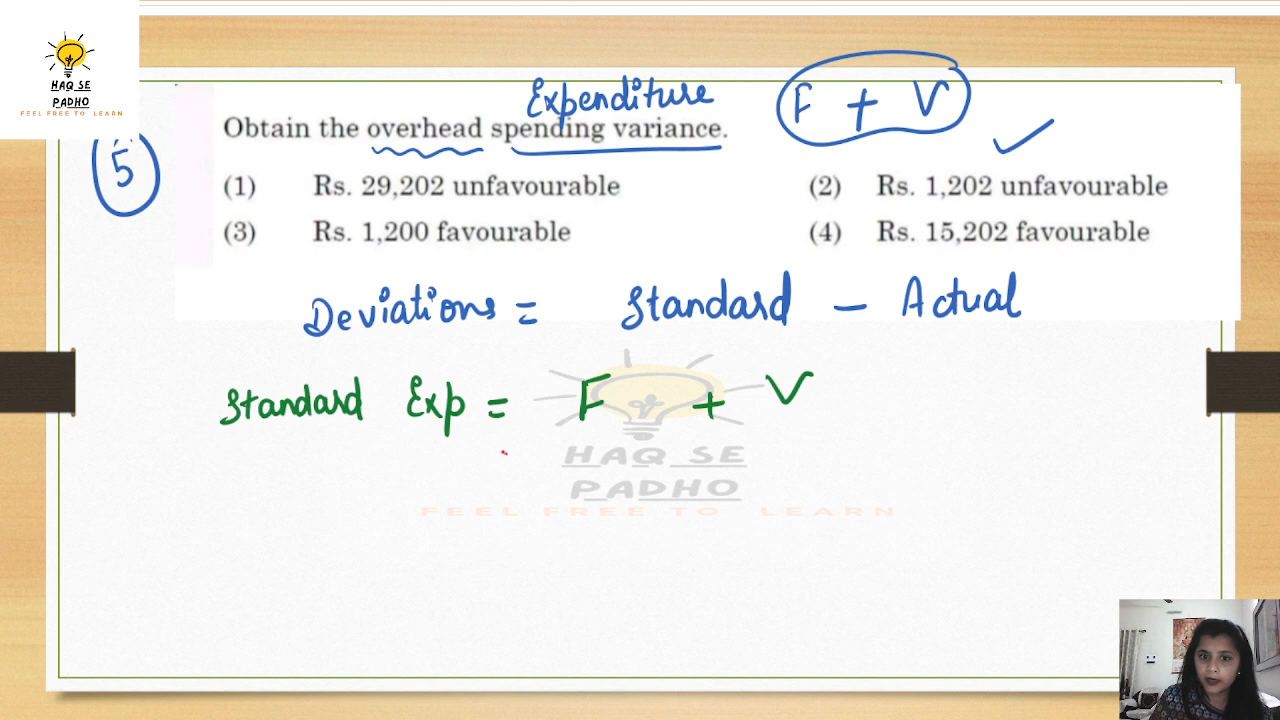 HAQ SE
PADHO
FEEL FREE TO LEARN
Expenditure
F + V
Obtain the overhead spending variance.
5
(1) Rs. 29,202 unfavourable (2) Rs. 1,202 unfavourable
(3) Rs. 1,200 favourable (4) Rs. 15,202 favourable
Deviations = Standard - Actual
Standard Exp = F + V
HAQ SE
PADHO
FEEL FREE TO LEARN